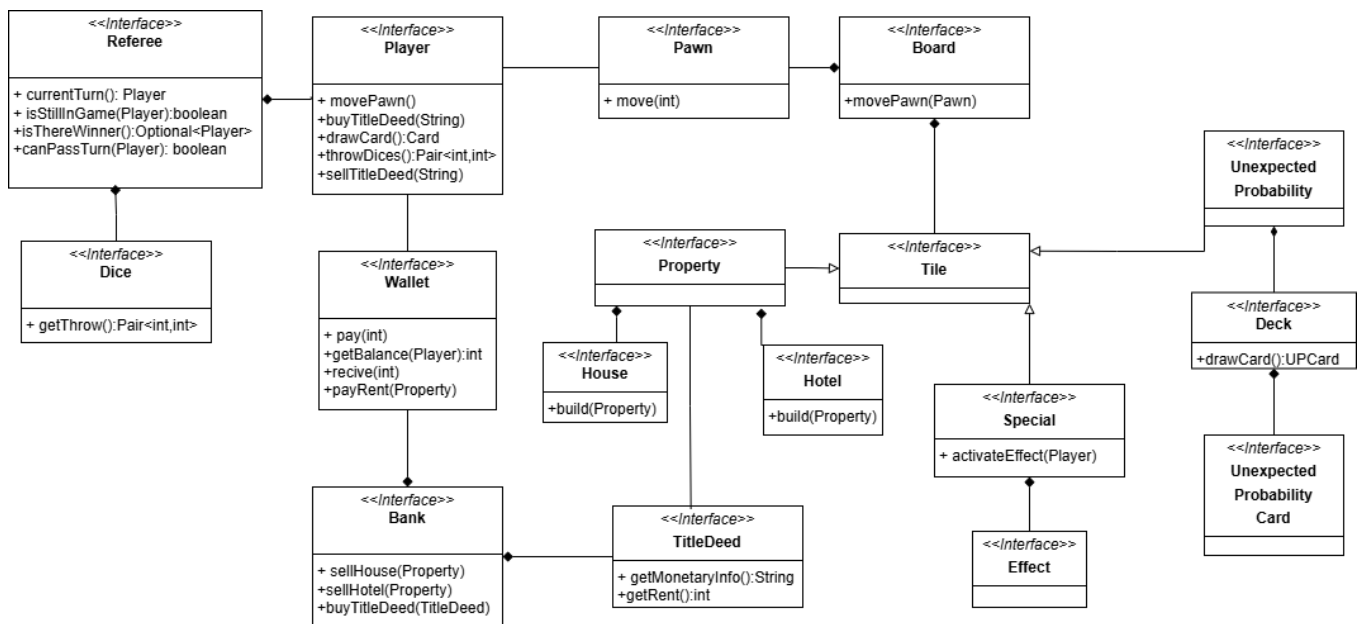 <<Interface>>
Referee
+ currentTurn(): Player
+ isStillInGame(Player):boolean
+isThereWinner():Optional<Player>
+canPassTurn(Player): boolean
<<Interface>>
Player
+ movePawn()
+buyTitleDeed(String)
+drawCard():Card
+throwDices():Pair<int,int>
+sellTitleDeed(String)
<<Interface>>
Pawn
+ move(int)
<<Interface>>
Board
+movePawn(Pawn)
<<Interface>>
Unexpected
Probability
<<Interface>>
Dice
+ getThrow():Pair<int,int>
<<Interface>>
Wallet
+ pay(int)
+getBalance(Player):int
+recive(int)
+payRent(Property)
<<Interface>>
Property
<<Interface>>
Tile
<<Interface>>
Deck
+drawCard():UPCard
<<Interface>>
House
+build(Property)
<<Interface>>
Hotel
+build(Property)
<<Interface>>
Special
+ activateEffect(Player)
<<Interface>>
Unexpected
Probability
Card
<<Interface>>
Bank
+ sellHouse(Property)
+sellHotel(Property)
+buyTitleDeed(TitleDeed)
<<Interface>>
TitleDeed
+ getMonetaryInfo():String
+getRent():int
<<Interface>>
Effect